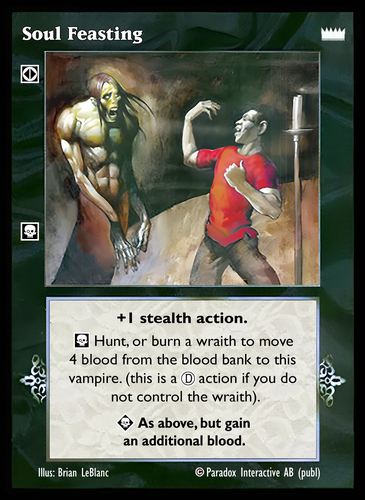 Soul Feasting
+1 stealth action.
Hunt, or burn a wraith to move
4 blood from the blood bank to this
vampire. (this is a Ⓓ action if you do
not control the wraith).
As above, but gain
an additional blood.
Illus: Brian LeBlanc © Paradox Interactive AB (publ)